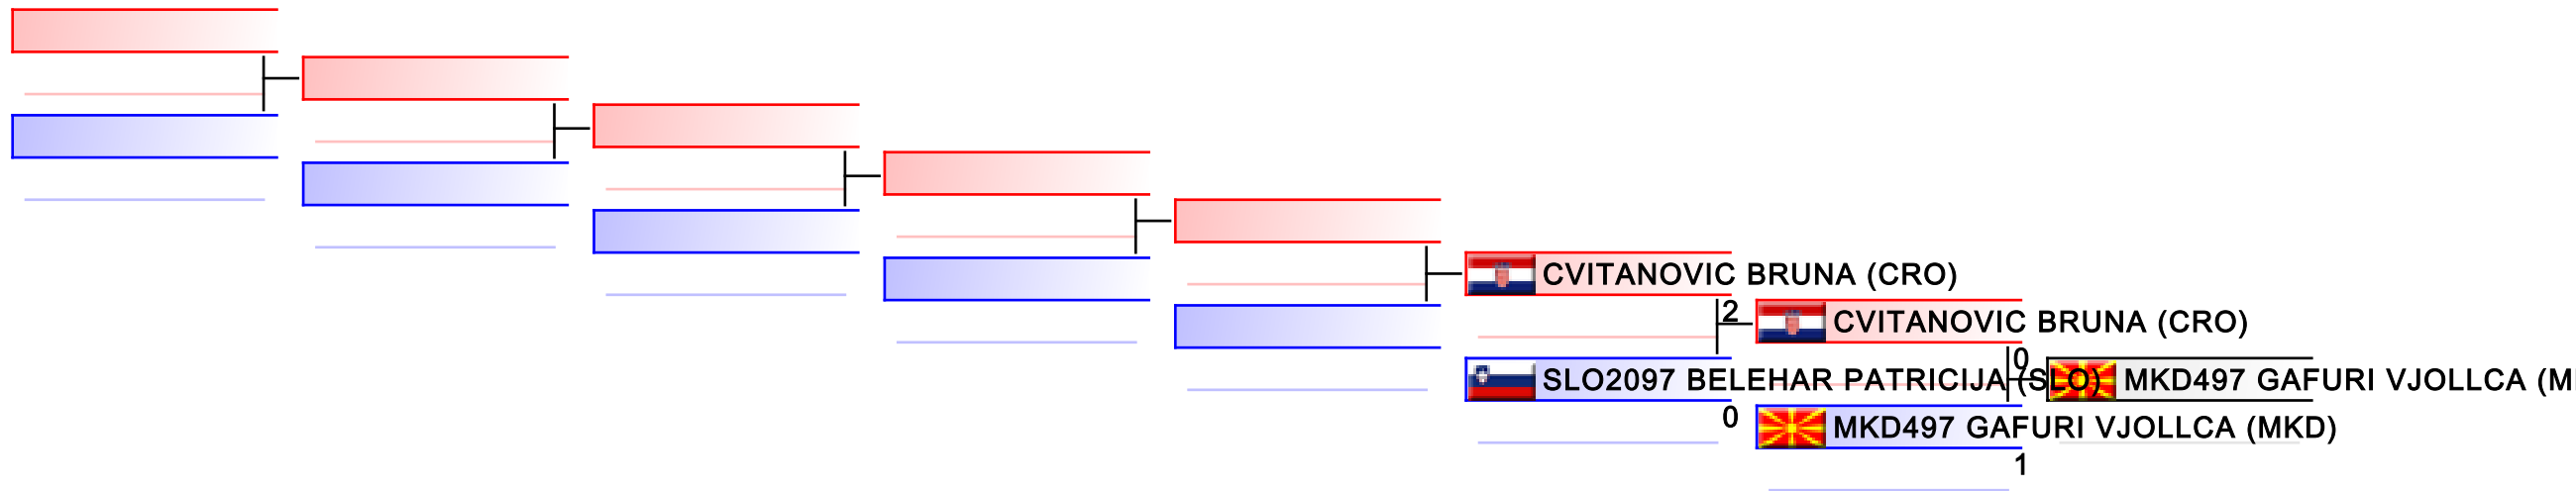 CVITANOVIC BRUNA (CRO)
2
CVITANOVIC BRUNA (CRO)
0
SLO2097 BELEHAR PATRICIJA (SLO)
MKD497 GAFURI VJOLLCA (M
0
MKD497 GAFURI VJOLLCA (MKD)
1